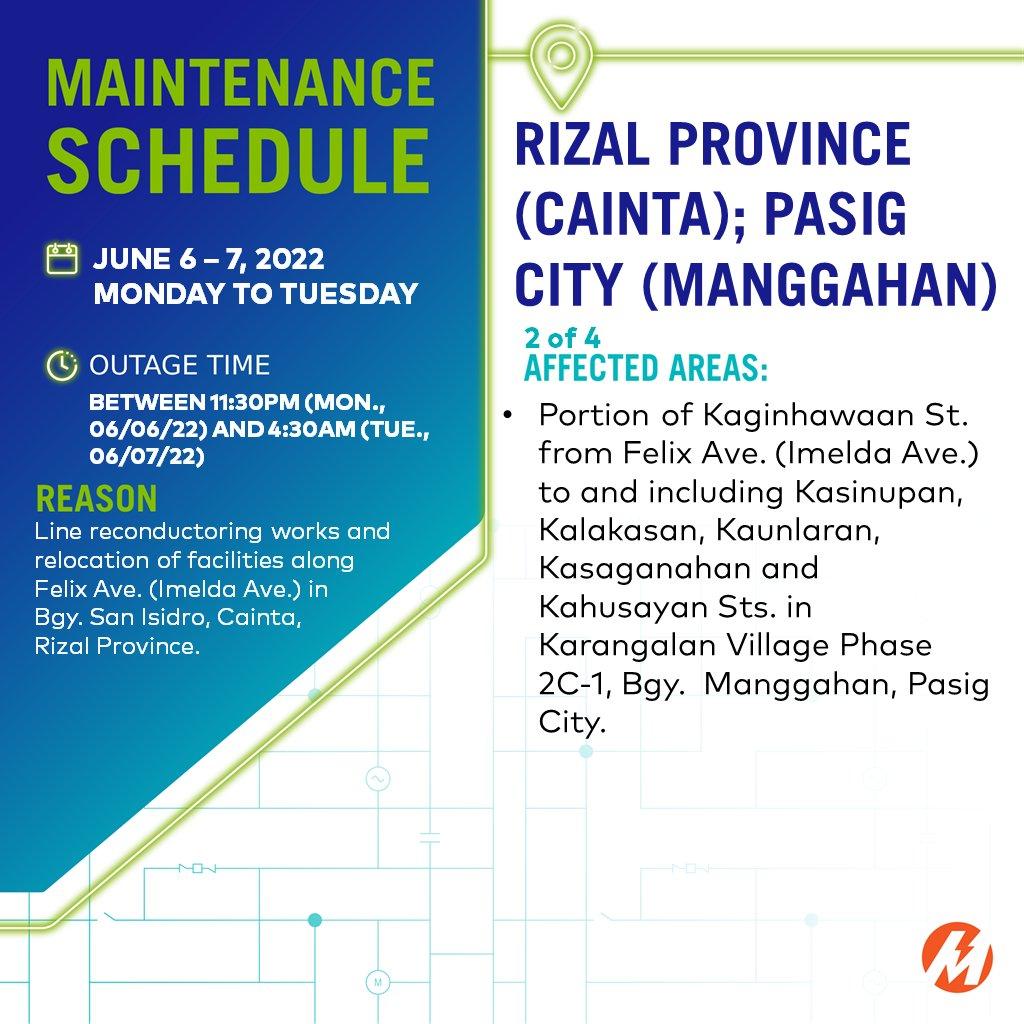 MAINTENANCE
SCHEDULE
JUNE 6 – 7, 2022
MONDAY TO TUESDAY
OUTAGE TIME
BETWEEN 11:30PM (MON.,
06/06/22) AND 4:30AM (TUE.,
06/07/22)
REASON
Line reconductoring works and
relocation of facilities along
Felix Ave. (Imelda Ave.) in
Bgy. San Isidro, Cainta,
Rizal Province.
RIZAL PROVINCE
(CAINTA); PASIG
CITY (MANGGAHAN)
2 of 4
AFFECTED AREAS:
• Portion of Kaginhawaan St.
from Felix Ave. (Imelda Ave.)
to and including Kasinupan,
Kalakasan, Kaunlaran,
Kasaganahan and
Kahusayan Sts. in
Karangalan Village Phase
2C-1, Bgy. Manggahan, Pasig
City.
M
M